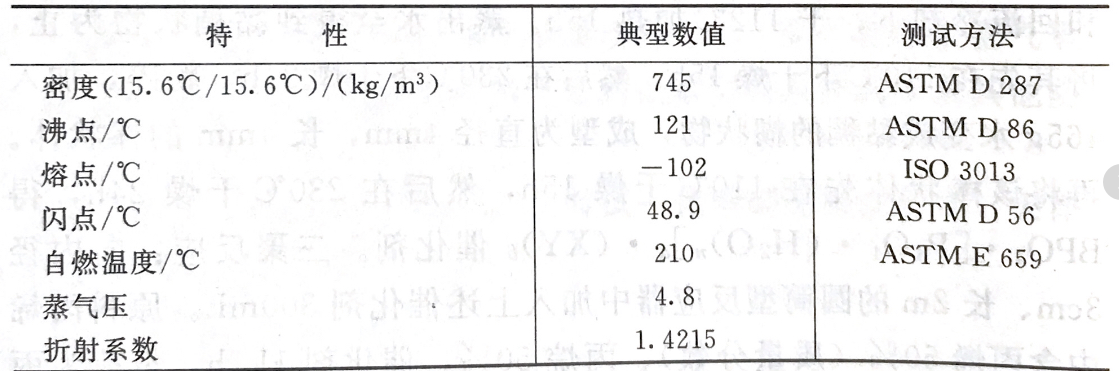 特 性 典型数值 测试方法
密度(15.6℃/15.6℃)/(kg/m³) 745 ASTM D 287
沸点/℃ 121 ASTM D 86
熔点/℃ −102 ISO 3013
闪点/℃ 48.9 ASTM D 56
自燃温度/℃ 210 ASTM E 659
蒸气压 4.8
折射系数 1.4215